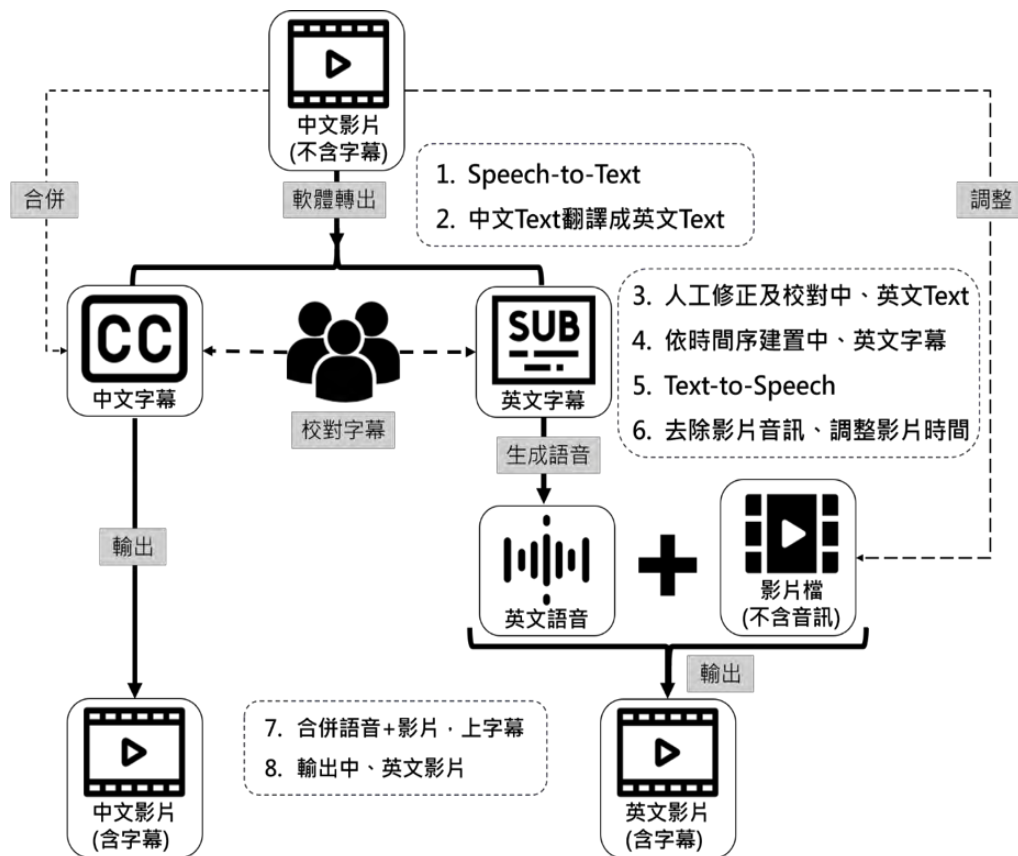 中文影片
(不含字幕)
合併
軟體轉出
調整
1. Speech-to-Text
2. 中文Text翻譯成英文Text
CC
中文字幕
校對字幕
SUB
英文字幕
3. 人工修正及校對中、英文Text
4. 依時間序建置中、英文字幕
5. Text-to-Speech
6. 去除影片音訊、調整影片時間
生成語音
輸出
英文語音
影片檔
(不含音訊)
輸出
7. 合併語音+影片，上字幕
8. 輸出中、英文影片
中文影片
(含字幕)
英文影片
(含字幕)